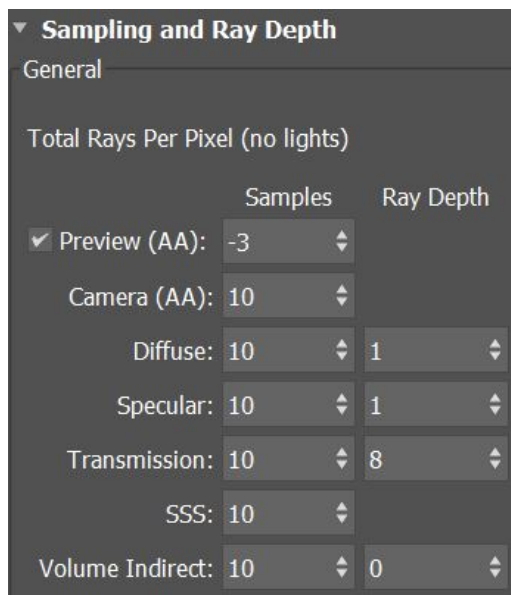 Sampling and Ray Depth
General
Total Rays Per Pixel (no lights)
Samples Ray Depth
Preview (AA): -3
Camera (AA): 10
Diffuse: 10 1
Specular: 10 1
Transmission: 10 8
SSS: 10
Volume Indirect: 10 0